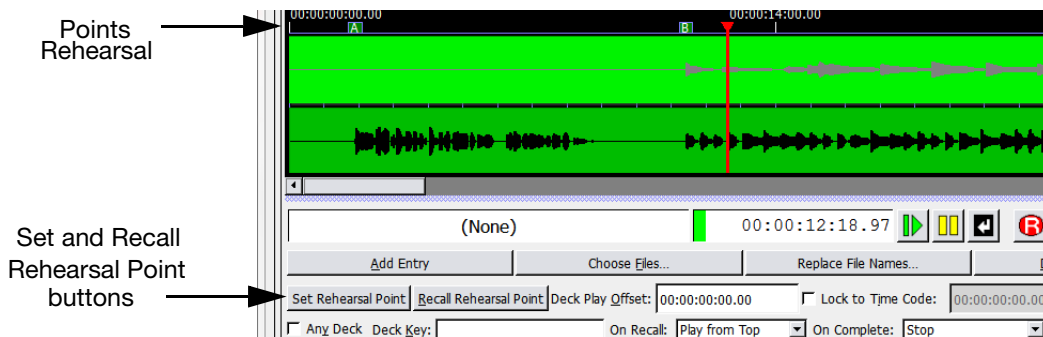 00:00:00:00.00 00:00:14:00.00
A B
Points
Rehearsal
(None) 00:00:12:18.97 R
Set and Recall
Rehearsal Point
buttons
Add Entry Choose Files... Replace File Names...
Set Rehearsal Point Recall Rehearsal Point Deck Play Offset: 00:00:00:00.00 Lock to Time Code: 00:00:00:00.00
Any Deck Deck Key: On Recall: Play from Top On Complete: Stop